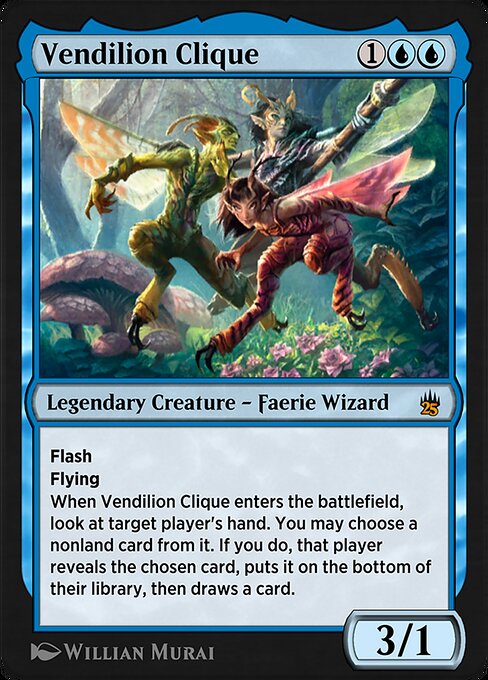 Vendilion Clique 1
Legendary Creature – Faerie Wizard 25
Flash
Flying
When Vendilion Clique enters the battlefield,
look at target player's hand. You may choose a
nonland card from it. If you do, that player
reveals the chosen card, puts it on the bottom of
their library, then draws a card.
3/1
Willian Murai